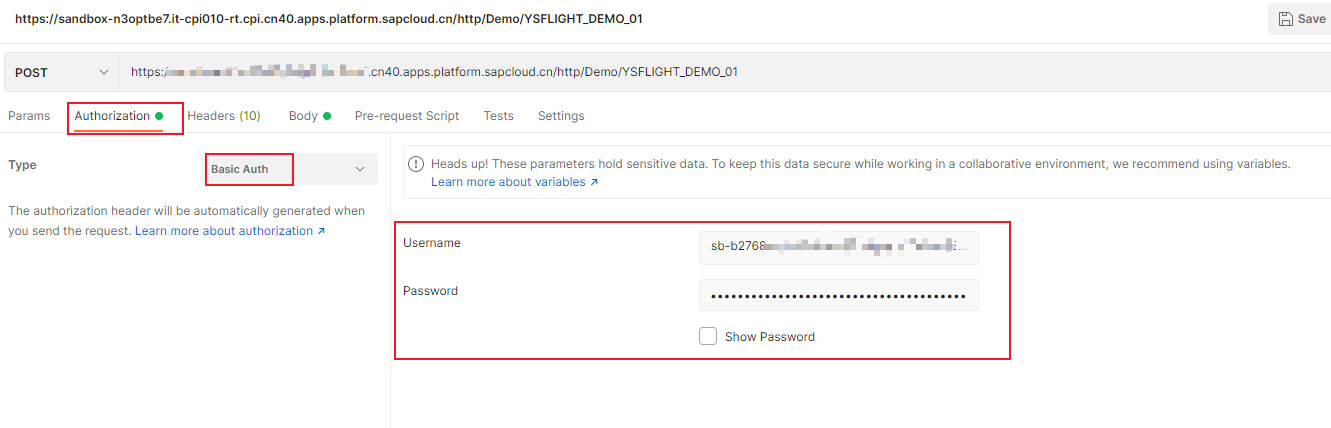 https://sandbox-n3optbe7.it-cpi010-rt.cpi.cn40.apps.platform.sapcloud.cn/http/Demo/YSFLIGHT_DEMO_01
Save
POST
https:/ .cn40.apps.platform.sapcloud.cn/http/Demo/YSFLIGHT_DEMO_01
Params
Authorization
Headers (10)
Body
Pre-request Script
Tests
Settings
Type
Basic Auth
The authorization header will be automatically generated when
you send the request. Learn more about authorization ↗
Heads up! These parameters hold sensitive data. To keep this data secure while working in a collaborative environment, we recommend using variables.
Learn more about variables ↗
Username
sb-b2768
Password
••••••••••••••••••••••••••••••••••••••
Show Password